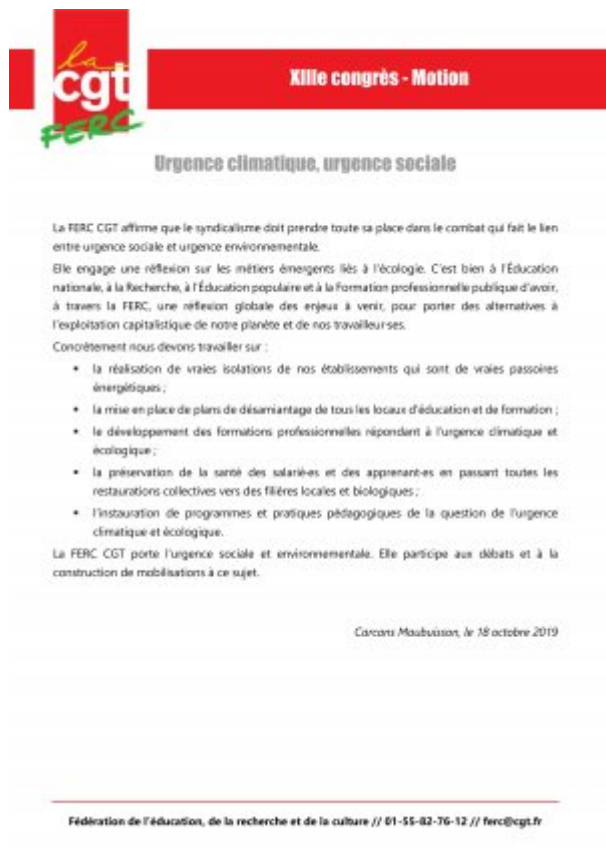 la
cgt
FERC
XIIIe congrès - Motion
Urgence climatique, urgence sociale
La FERC CGT affirme que le syndicalisme doit prendre toute sa place dans le combat qui fait le lien
entre urgence sociale et urgence environnementale.
Elle engage une réflexion sur les métiers émergents liés à l'écologie. C'est bien à l'Éducation
nationale, à la Recherche, à l'Éducation populaire et à la Formation professionnelle publique d'avoir,
à travers la FERC, une réflexion globale des enjeux à venir, pour porter des alternatives à
l'exploitation capitalistique de notre planète et de nos travailleur·ses.
Concrètement nous devons travailler sur :
• la réalisation de vraies isolations de nos établissements qui sont de vraies passoires
énergétiques ;
• la mise en place de plans de désamiantage de tous les locaux d'éducation et de formation ;
• le développement des formations professionnelles répondant à l'urgence climatique et
écologique ;
• la préservation de la santé des salarié·es et des apprenant·es en passant toutes les
restaurations collectives vers des filières locales et biologiques ;
• l'instauration de programmes et pratiques pédagogiques de la question de l'urgence
climatique et écologique.
La FERC CGT porte l'urgence sociale et environnementale. Elle participe aux débats et à la
construction de mobilisations à ce sujet.
Carcans Maubuisson, le 18 octobre 2019
Fédération de l'éducation, de la recherche et de la culture // 01-55-82-76-12 // ferc@cgt.fr